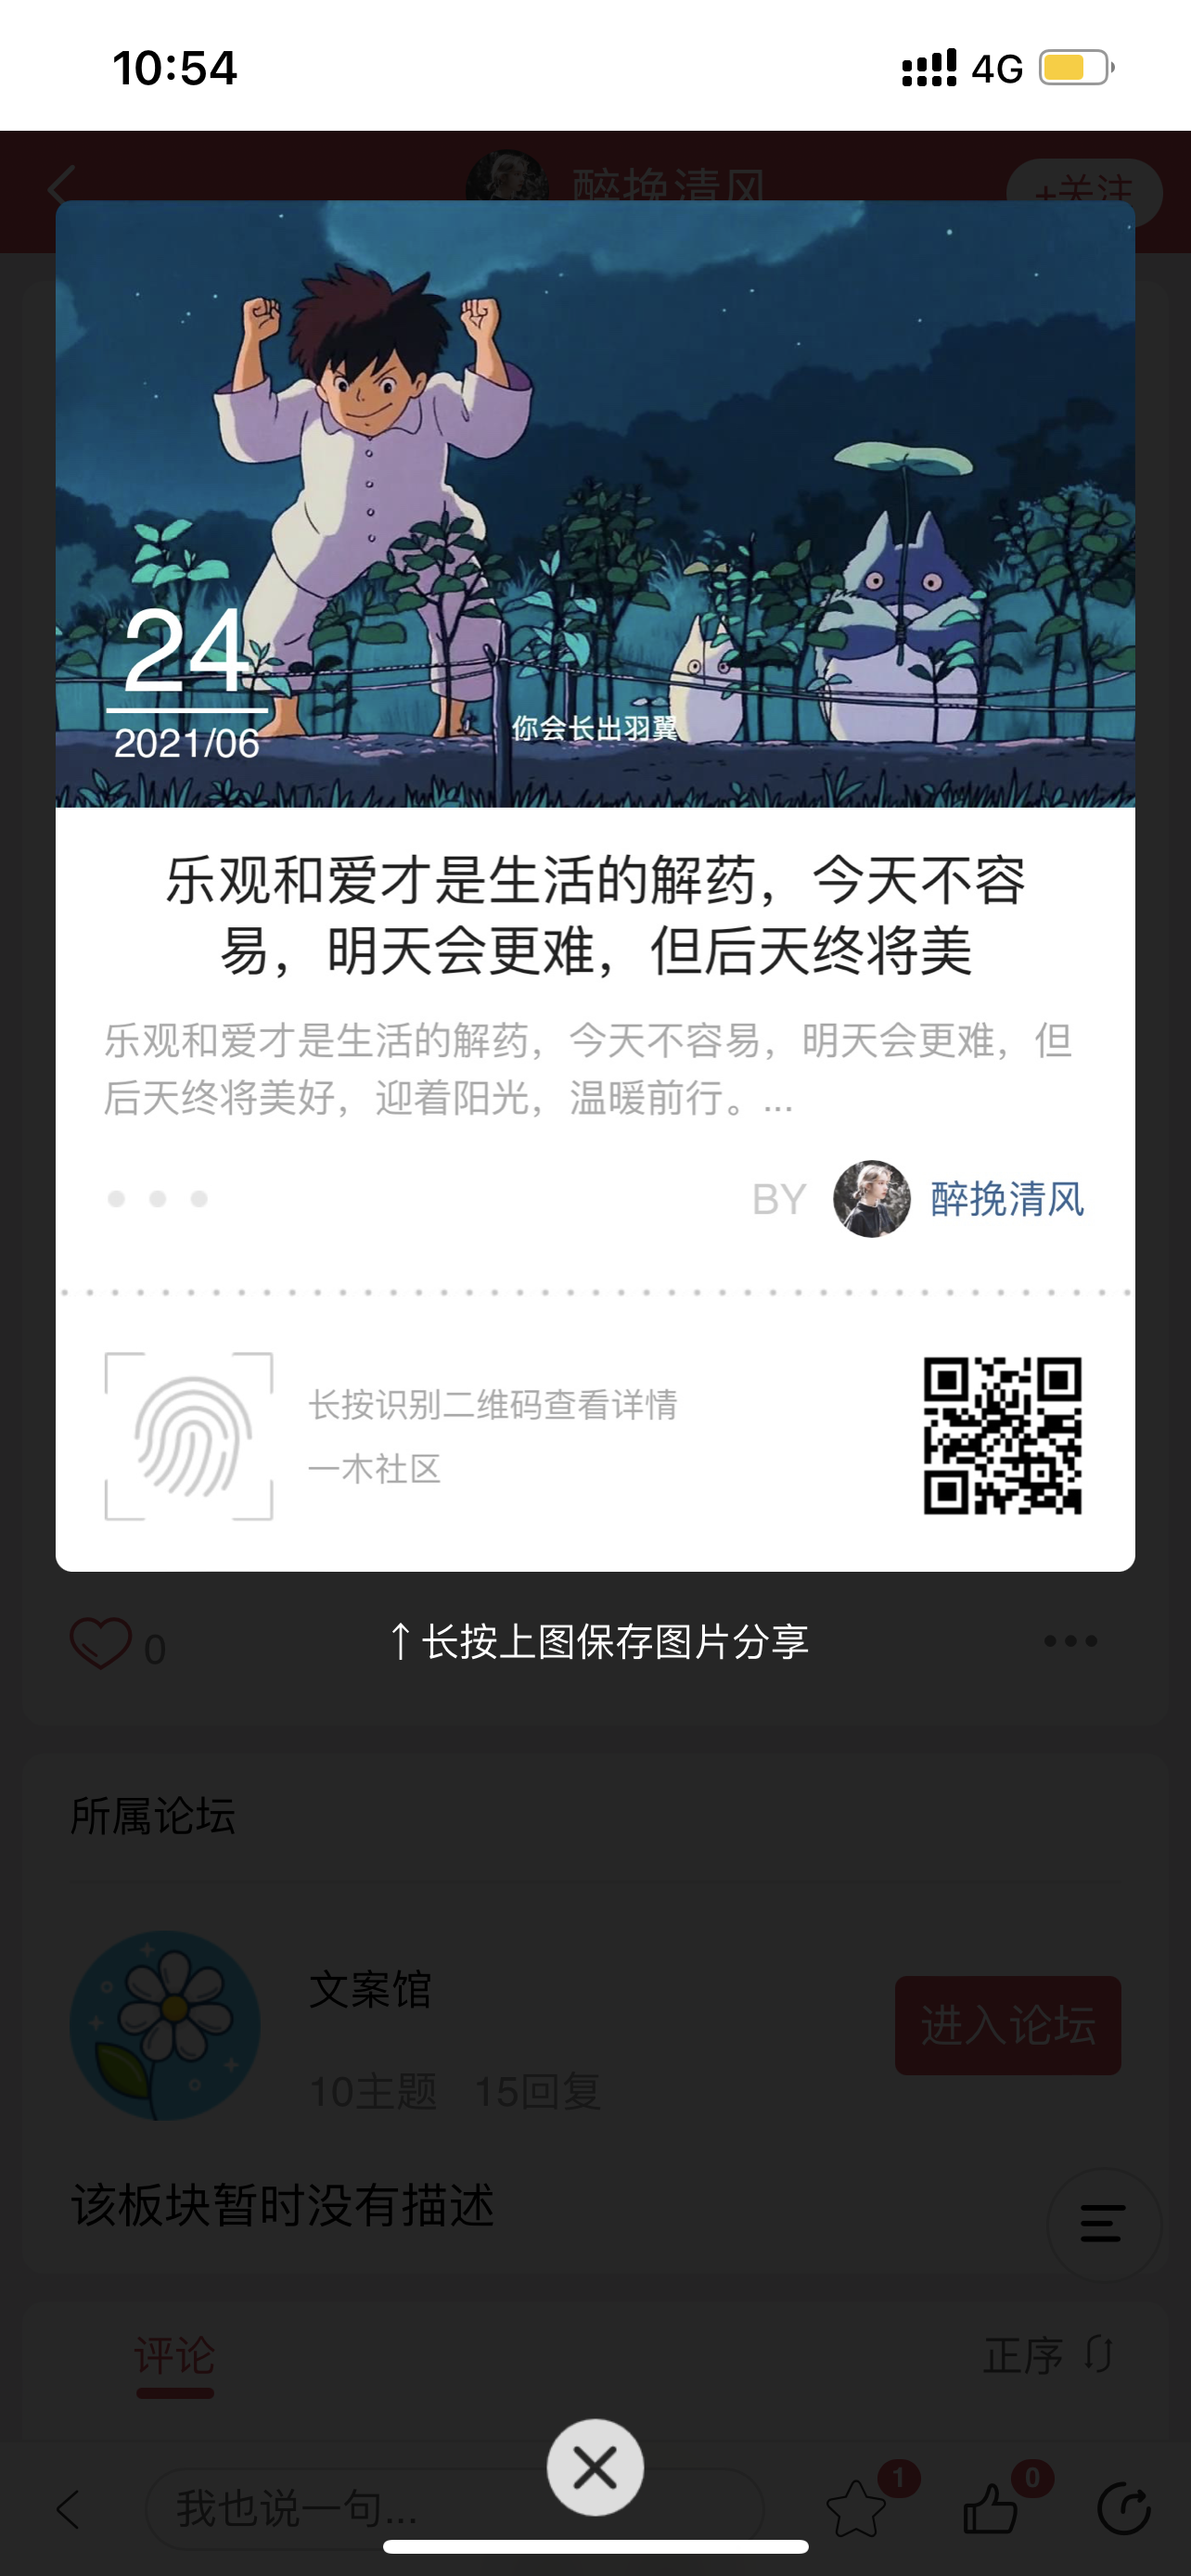 10:54
4G
醉挽清风
+关注
24
2021/06
你会长出羽翼
乐观和爱才是生活的解药，今天不容
易，明天会更难，但后天终将美
乐观和爱才是生活的解药，今天不容易，明天会更难，但
后天终将美好，迎着阳光，温暖前行。...
BY 醉挽清风
长按识别二维码查看详情
一木社区
0
↑长按上图保存图片分享
所属论坛
文案馆
进入论坛
10主题 15回复
该板块暂时没有描述
评论
正序
我也说一句...
1
0